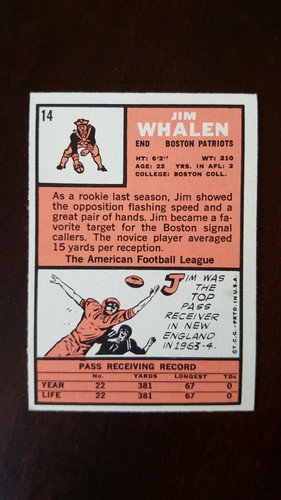 14
JIM
WHALEN
END BOSTON PATRIOTS
HT: 6'2" WT: 210
AGE: 22 YRS. IN AFL: 2
COLLEGE: BOSTON COLL.
As a rookie last season, Jim showed
the opposition flashing speed and a
great pair of hands. Jim became a fa-
vorite target for the Boston signal
callers. The novice player averaged
15 yards per reception.
The American Football League
JIM WAS
THE
TOP
PASS
RECEIVER
IN NEW
ENGLAND
IN 1963-4.
©T.C.G.-PRTD. IN U.S.A.
PASS RECEIVING RECORD
No. YARDS LONGEST TDs
YEAR 22 381 67 0
LIFE 22 381 67 0